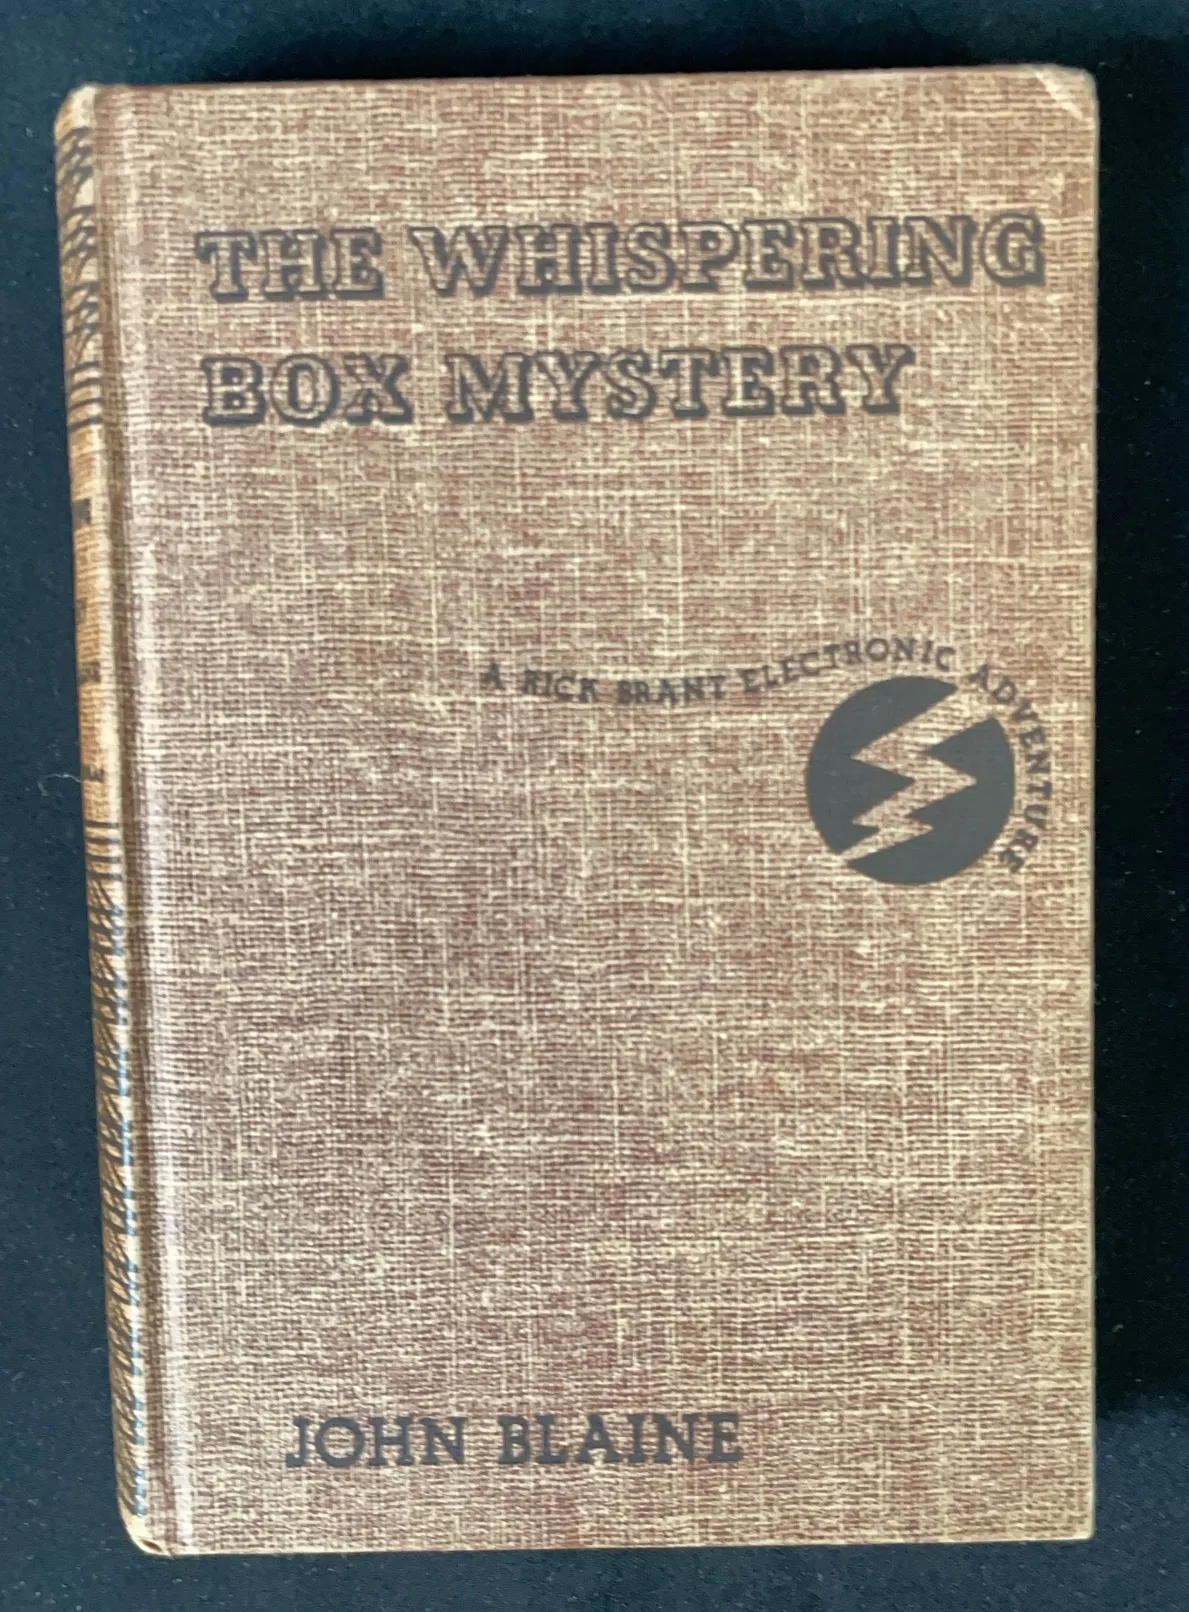 THE WHISPERING
BOX MYSTERY
A RICK BRANT ELECTRONIC ADVENTURE
JOHN BLAINE